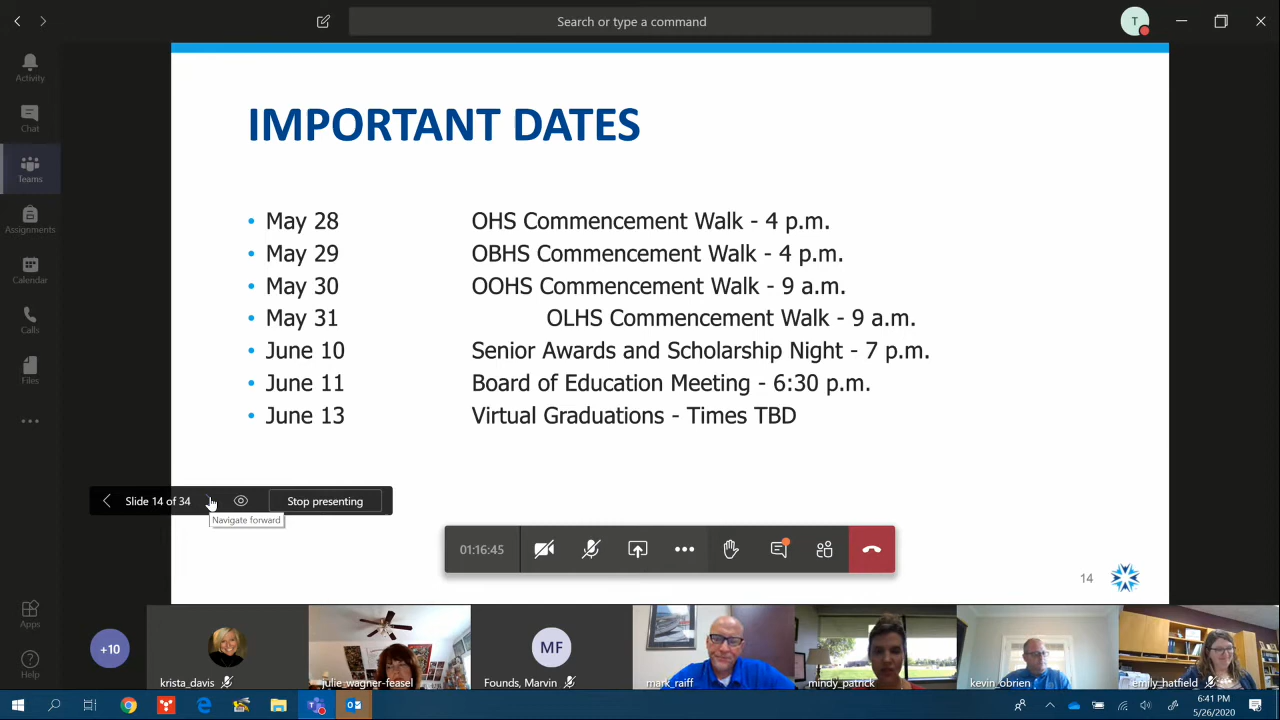 Search or type a command
T
Activity
Chat
Teams
Assignments
Calendar
Calls
Files
Apps
Help
IMPORTANT DATES
• May 28 OHS Commencement Walk - 4 p.m.
• May 29 OBHS Commencement Walk - 4 p.m.
• May 30 OOHS Commencement Walk - 9 a.m.
• May 31 OLHS Commencement Walk - 9 a.m.
• June 10 Senior Awards and Scholarship Night - 7 p.m.
• June 11 Board of Education Meeting - 6:30 p.m.
• June 13 Virtual Graduations - Times TBD
Slide 14 of 34 Stop presenting
Navigate forward
01:16:45
14
+10
MF
krista_davis
julie_wagner-feasel
Founds, Marvin
mark_raiff
mindy_patrick
kevin_obrien
emily_hatfield
6:41 PM
5/26/2020